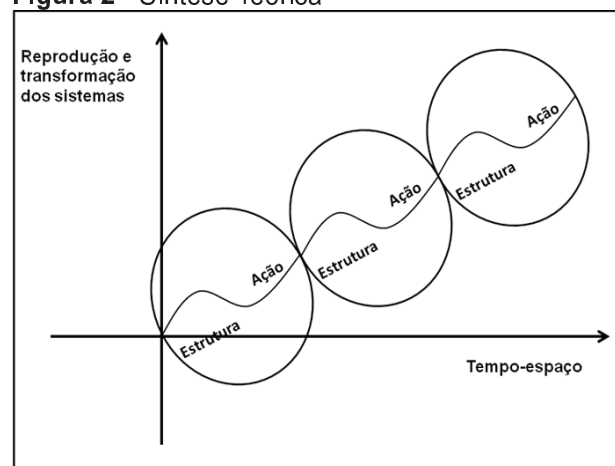 Figura 2 - Síntese Teórica
Reprodução e
transformação
dos sistemas
Ação
Estrutura
Ação
Estrutura
Ação
Estrutura
Tempo-espaço